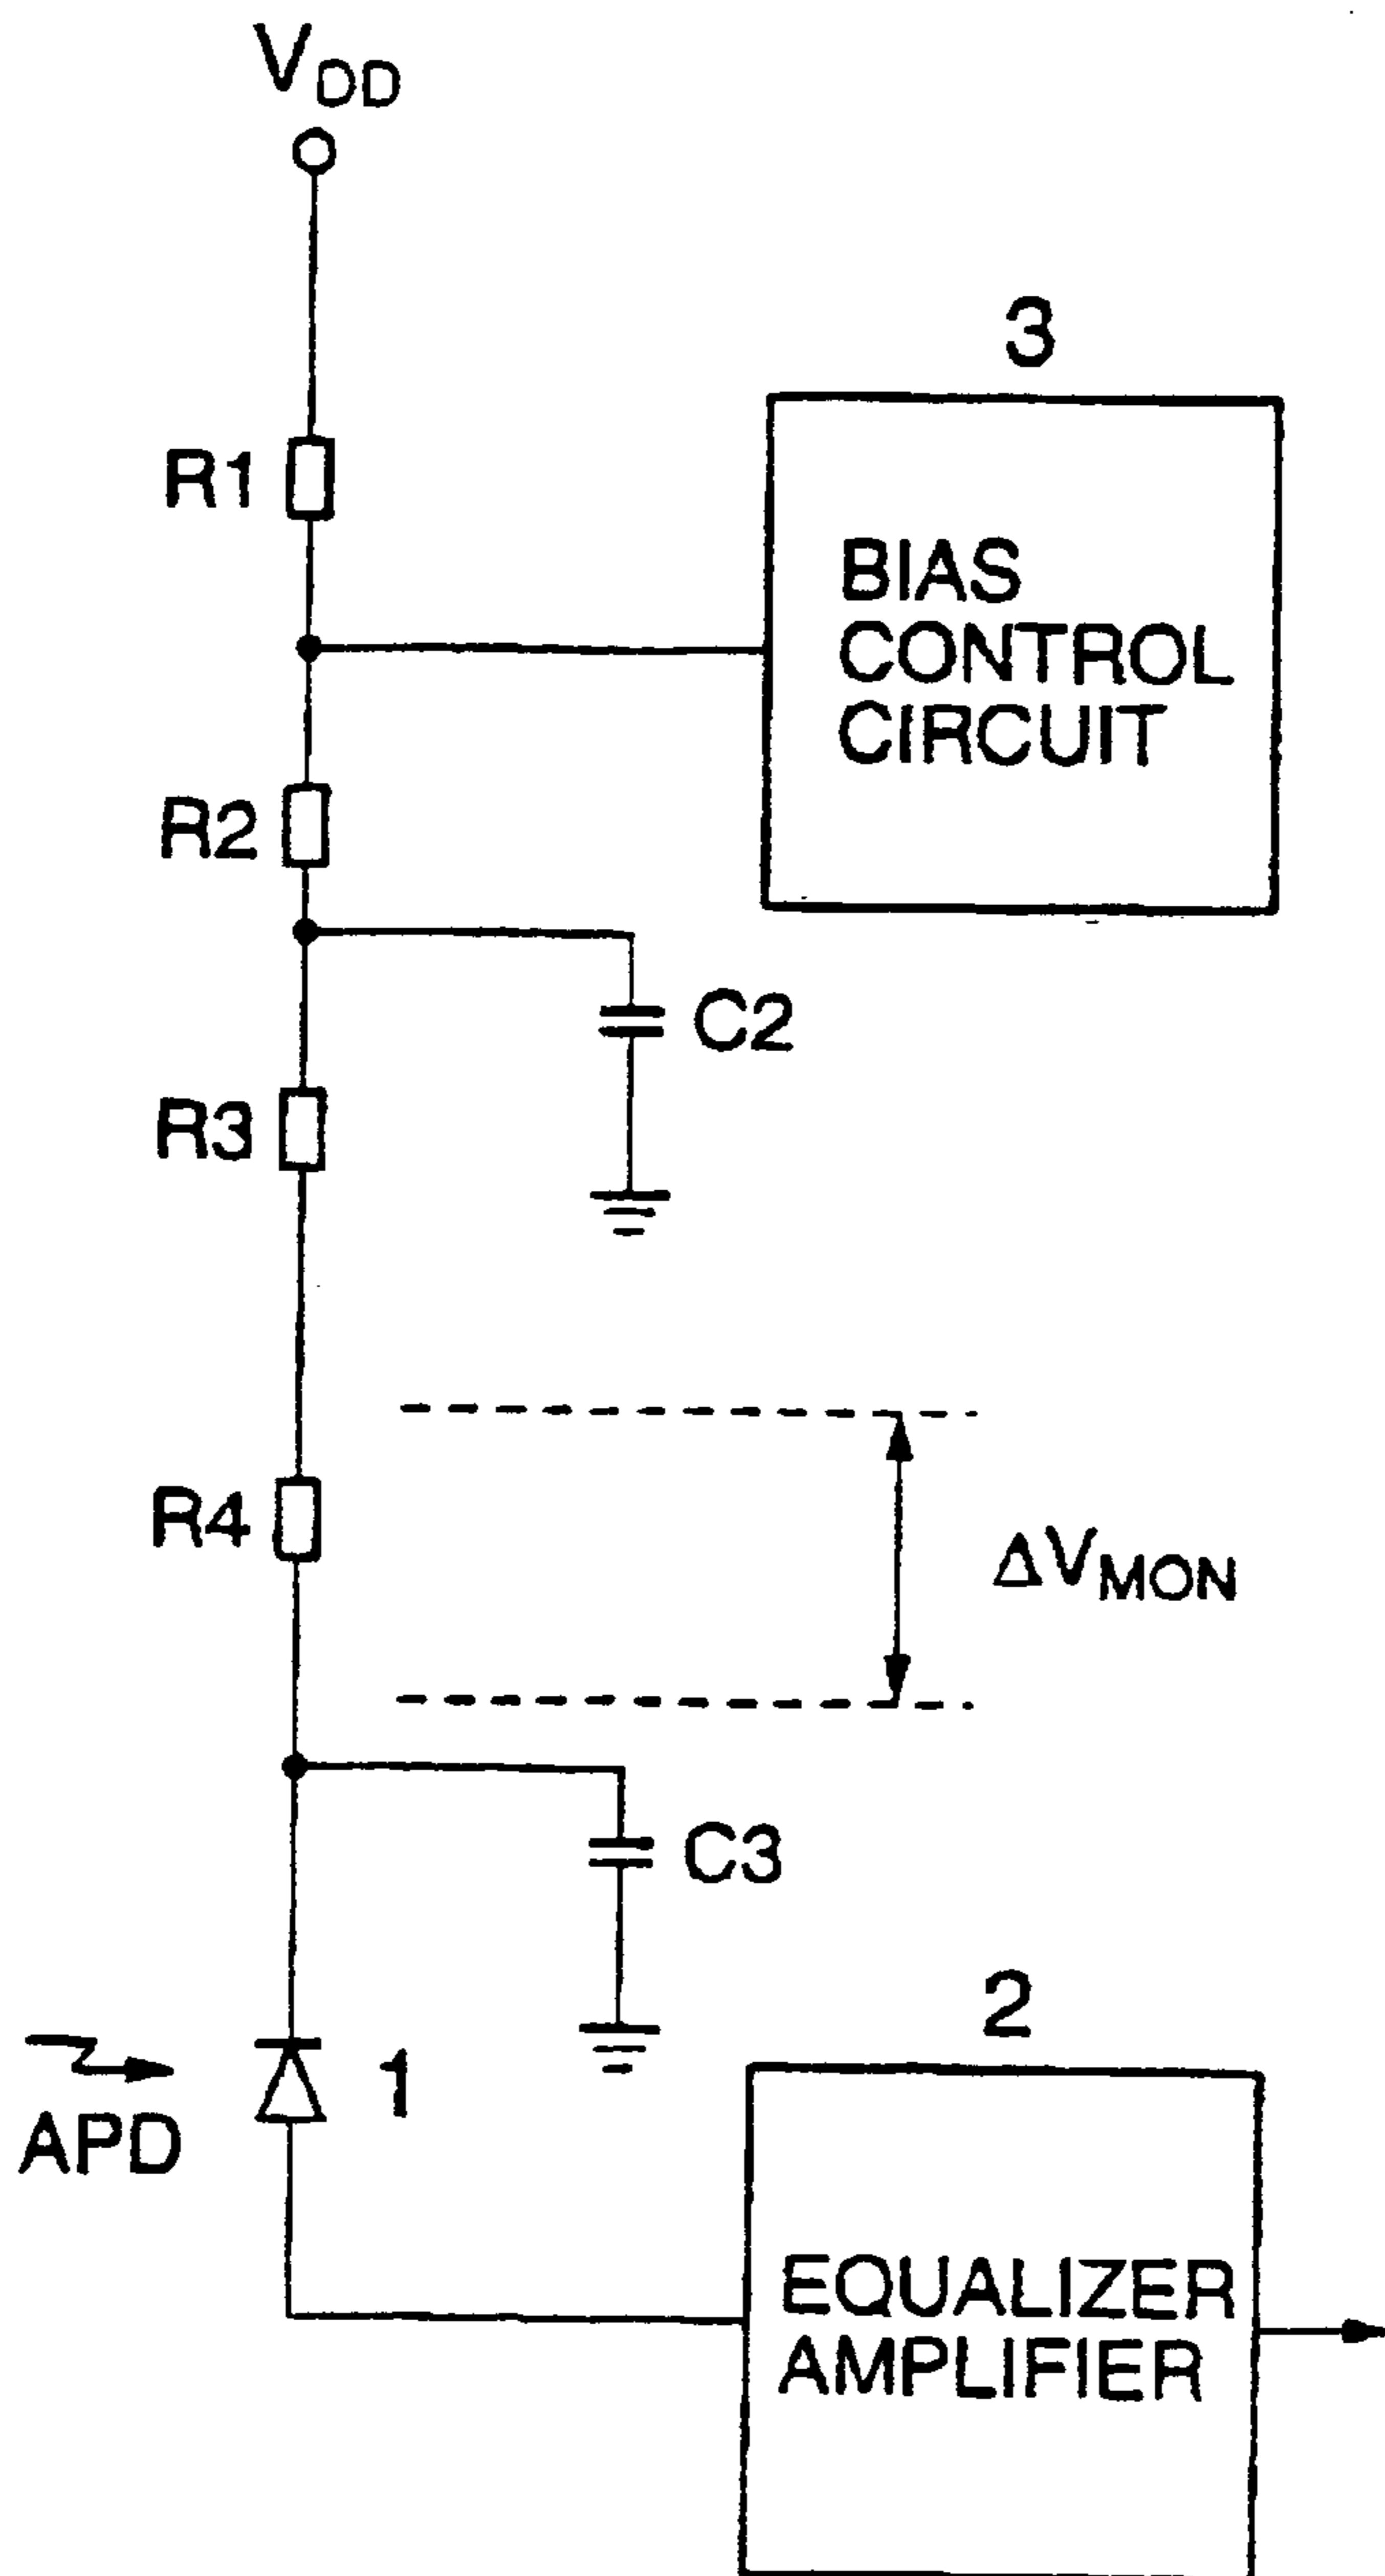 VDD
3
R1
BIAS
CONTROL
CIRCUIT
R2
C2
R3
R4
ΔVMON
C3
2
1
APD
EQUALIZER
AMPLIFIER